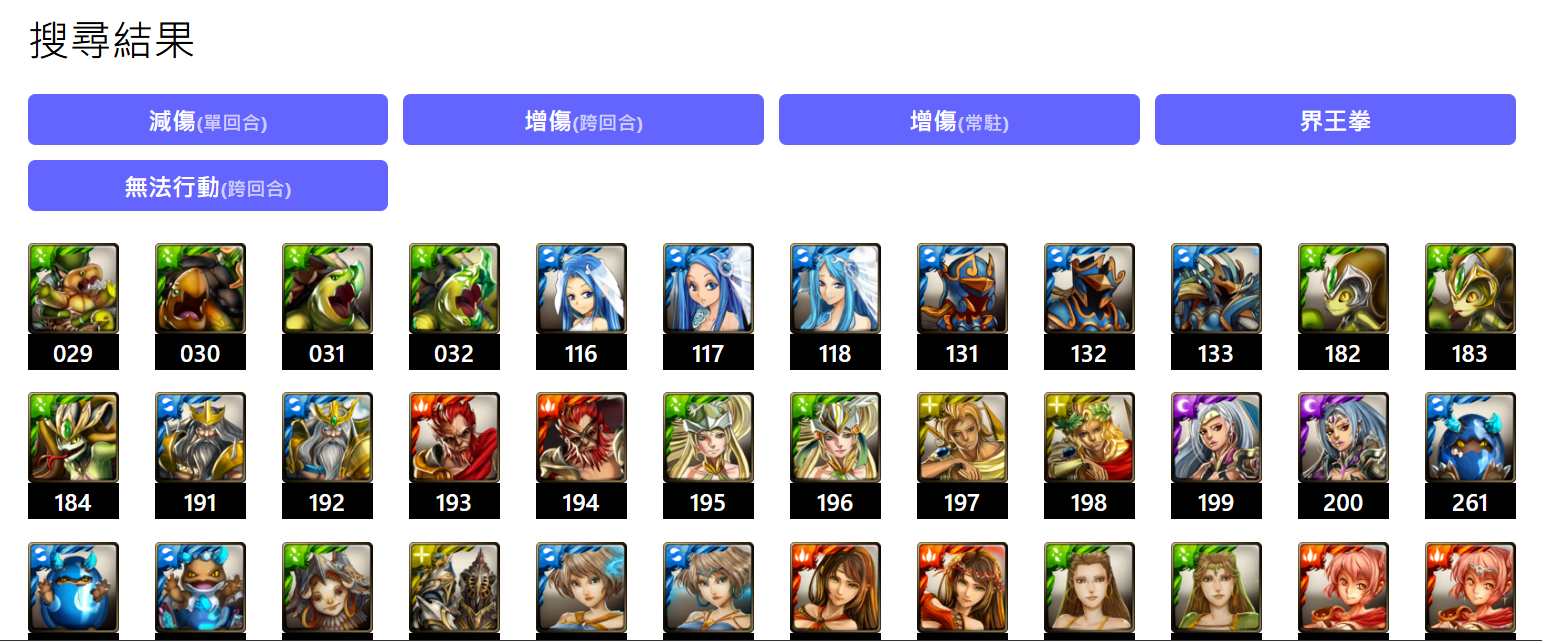 搜尋結果
減傷(單回合) 增傷(跨回合) 增傷(常駐) 界王拳
無法行動(跨回合)
029 030 031 032 116 117 118 131 132 133 182 183
184 191 192 193 194 195 196 197 198 199 200 261